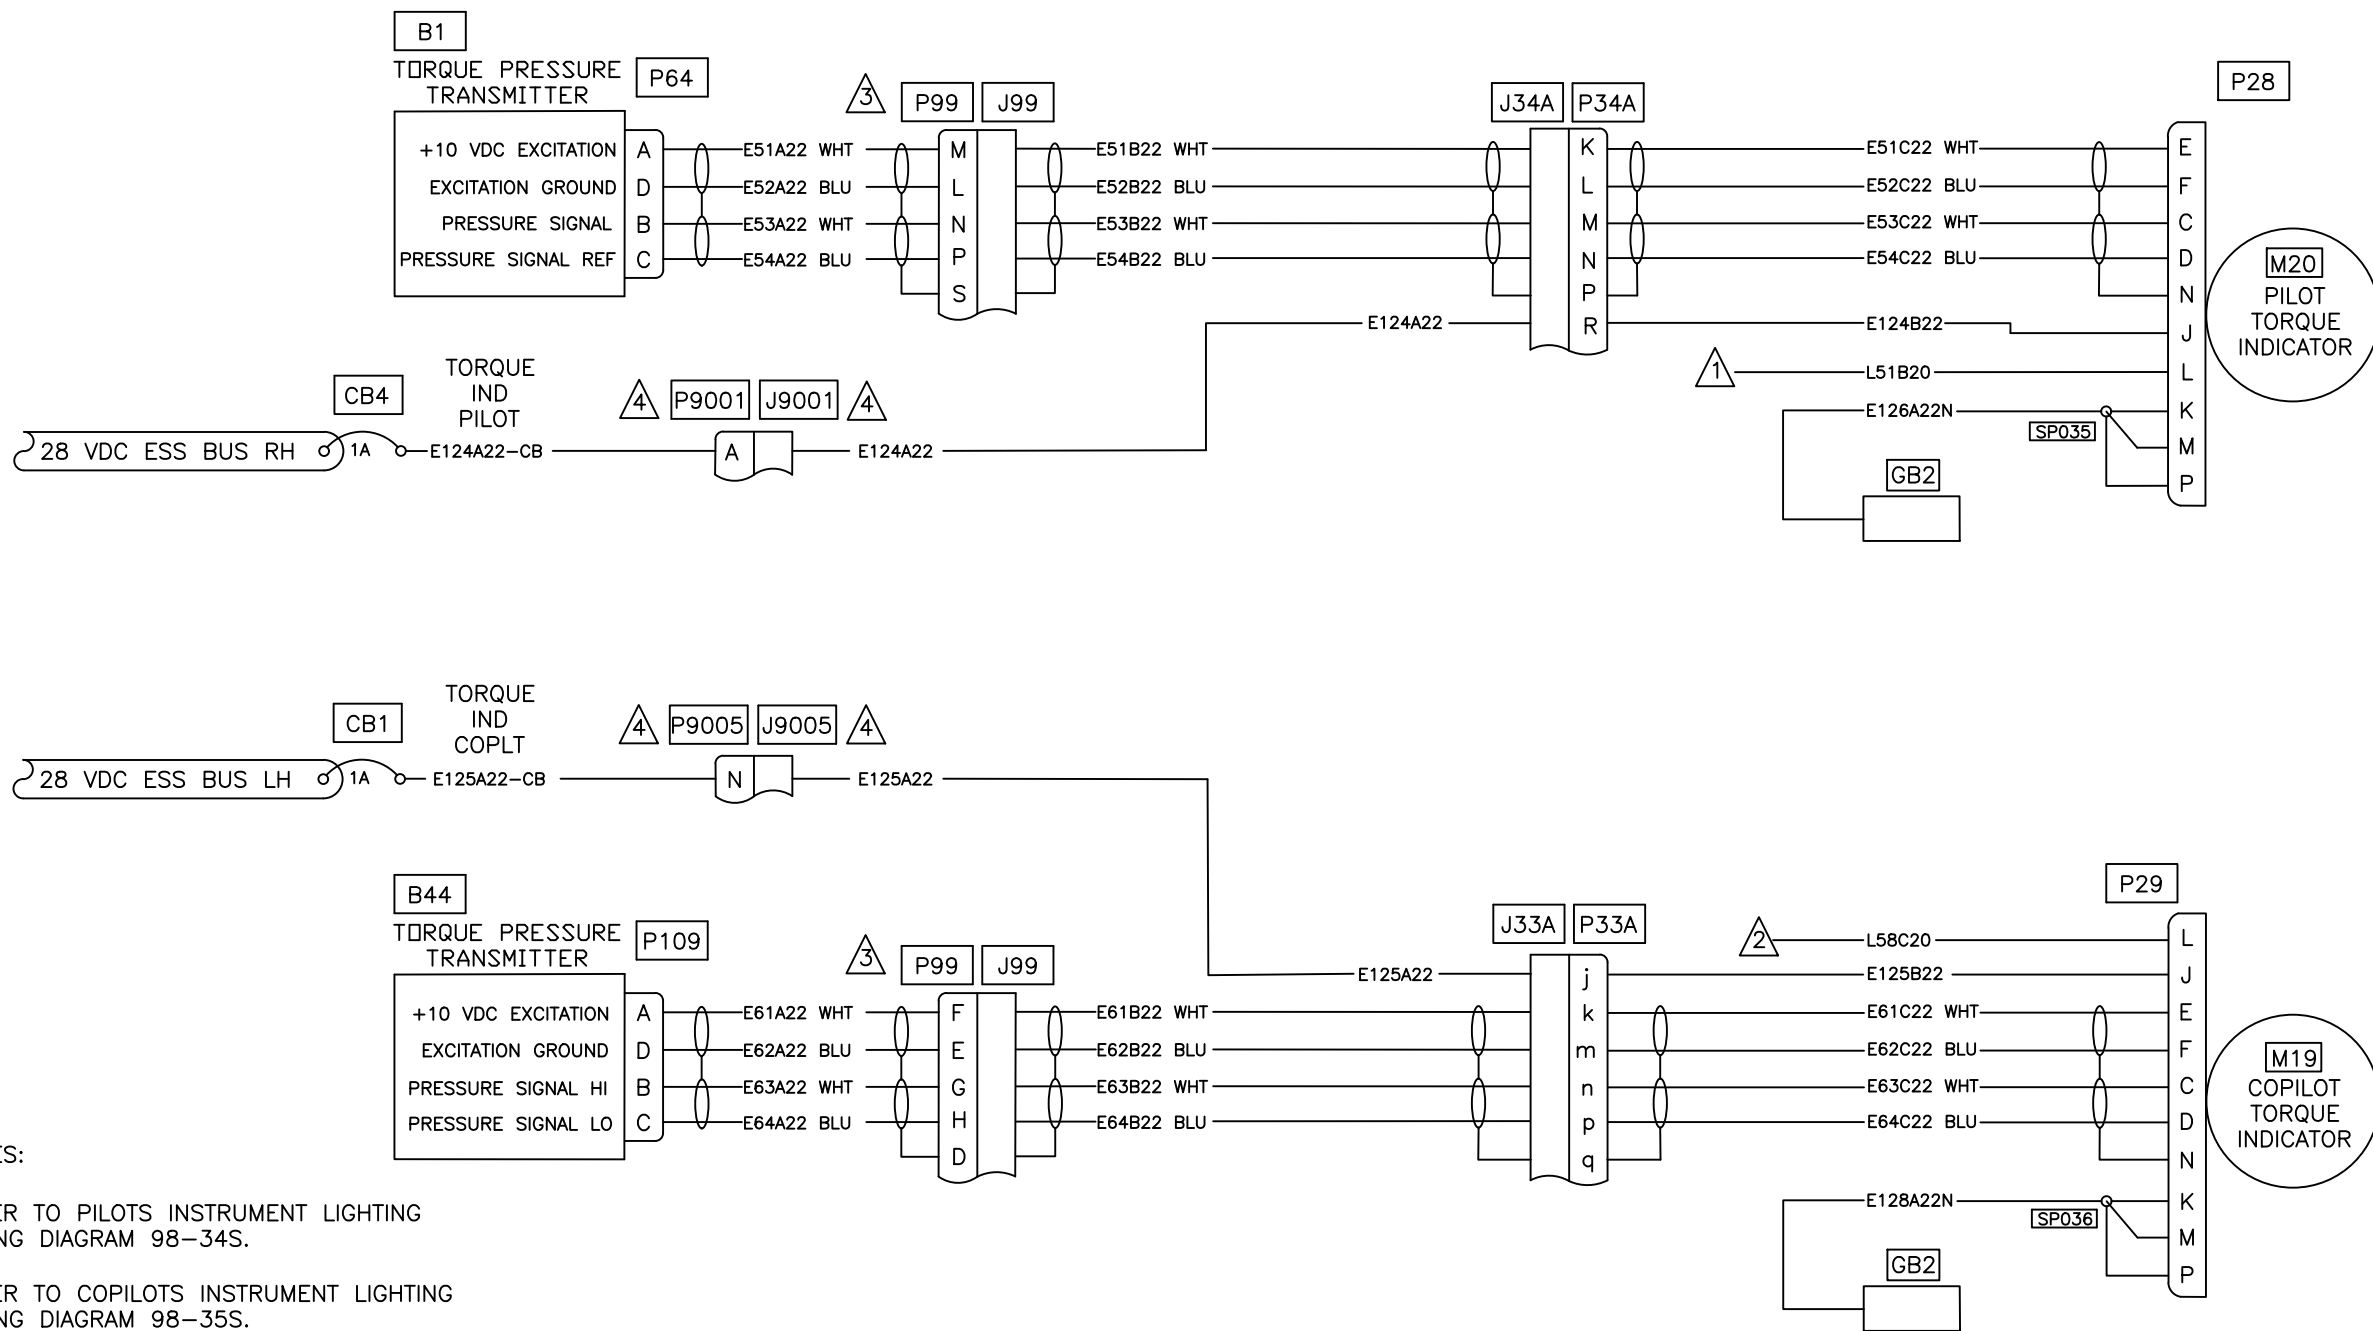 B1
TORQUE PRESSURE
TRANSMITTER
P64
+10 VDC EXCITATION A E51A22 WHT
EXCITATION GROUND D E52A22 BLU
PRESSURE SIGNAL B E53A22 WHT
PRESSURE SIGNAL REF C E54A22 BLU
3
P99 J99
M E51B22 WHT
L E52B22 BLU
N E53B22 WHT
P E54B22 BLU
S
J34A P34A
K E51C22 WHT
L E52C22 BLU
M E53C22 WHT
N E54C22 BLU
P
E124A22 R E124B22
1 L51B20
E126A22N
SP035
GB2
P28
E
F
C
D
N
J
L
K
M
P
M20
PILOT
TORQUE
INDICATOR
CB4
TORQUE
IND
PILOT
4 P9001 J9001 4
28 VDC ESS BUS RH 1A E124A22-CB A E124A22
CB1
TORQUE
IND
COPLT
4 P9005 J9005 4
28 VDC ESS BUS LH 1A E125A22-CB N E125A22
B44
TORQUE PRESSURE
TRANSMITTER
P109
+10 VDC EXCITATION A E61A22 WHT
EXCITATION GROUND D E62A22 BLU
PRESSURE SIGNAL HI B E63A22 WHT
PRESSURE SIGNAL LO C E64A22 BLU
3
P99 J99
F E61B22 WHT
E E62B22 BLU
G E63B22 WHT
H E64B22 BLU
D
J33A P33A
2 L58C20
E125A22 j E125B22
k E61C22 WHT
m E62C22 BLU
n E63C22 WHT
p E64C22 BLU
q
E128A22N
SP036
GB2
P29
L
J
E
F
C
D
N
K
M
P
M19
COPILOT
TORQUE
INDICATOR
ES:
ER TO PILOTS INSTRUMENT LIGHTING
NG DIAGRAM 98-34S.
ER TO COPILOTS INSTRUMENT LIGHTING
NG DIAGRAM 98-35S.